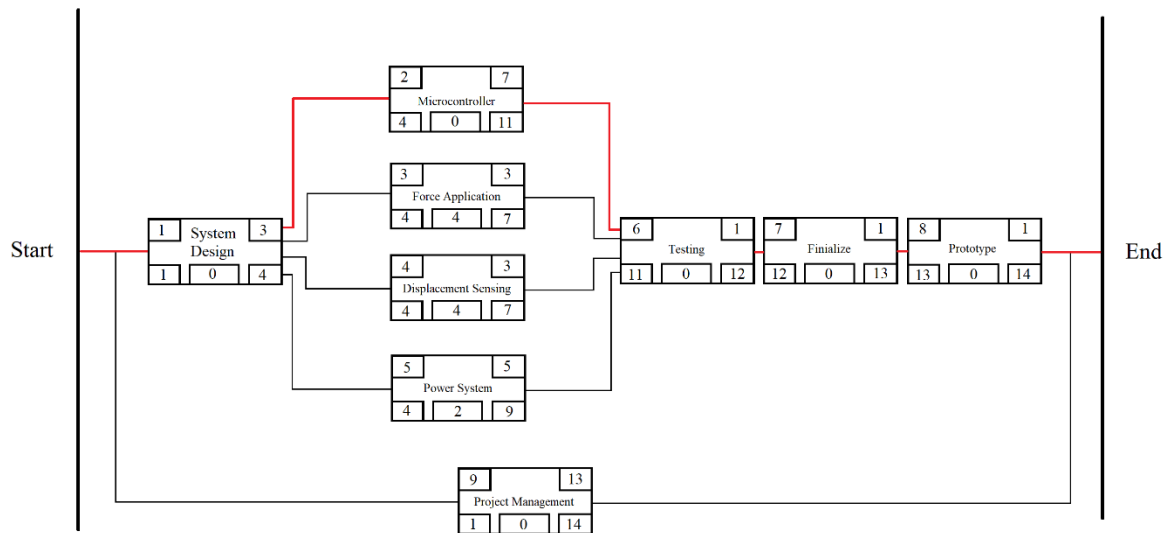 2 7
Microcontroller
4 0 11
3 3
Force Application
4 4 7
1 System 3
Design
1 0 4
6 1
Testing
11 0 12
7 1
Finialize
12 0 13
8 1
Prototype
13 0 14
Start
End
4 3
Displacement Sensing
4 4 7
5 5
Power System
4 2 9
9 13
Project Management
1 0 14